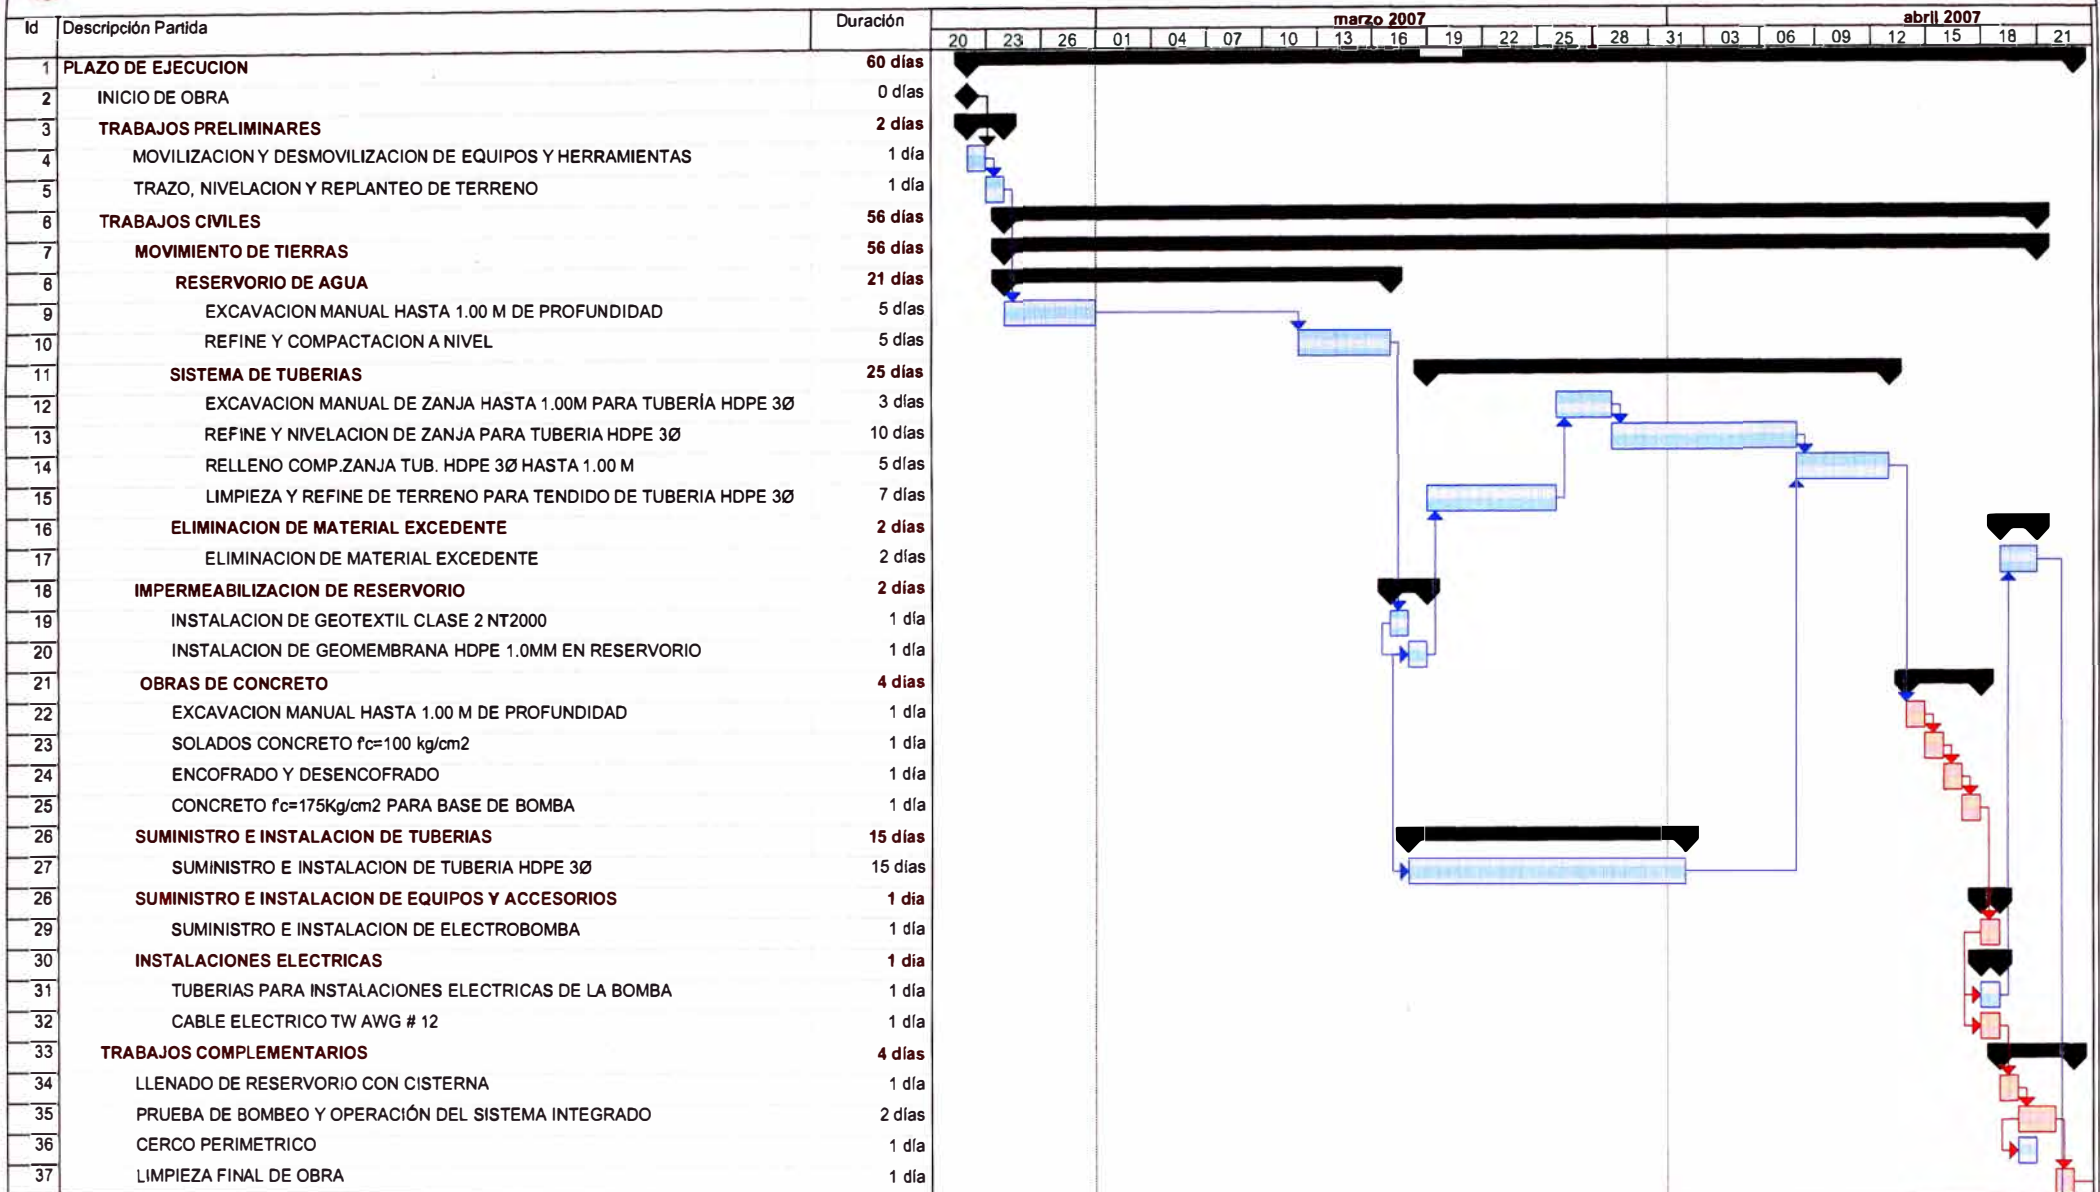 Id Descripción Partida Duración marzo 2007 abril 2007
20 23 26 01 04 07 10 13 16 19 22 25 28 31 03 06 09 12 15 18 21
1 PLAZO DE EJECUCION 60 días
2 INICIO DE OBRA 0 días
3 TRABAJOS PRELIMINARES 2 días
4 MOVILIZACION Y DESMOVILIZACION DE EQUIPOS Y HERRAMIENTAS 1 día
5 TRAZO, NIVELACION Y REPLANTEO DE TERRENO 1 día
6 TRABAJOS CIVILES 56 días
7 MOVIMIENTO DE TIERRAS 56 días
8 RESERVORIO DE AGUA 21 días
9 EXCAVACION MANUAL HASTA 1.00 M DE PROFUNDIDAD 5 días
10 REFINE Y COMPACTACION A NIVEL 5 días
11 SISTEMA DE TUBERIAS 25 días
12 EXCAVACION MANUAL DE ZANJA HASTA 1.00M PARA TUBERÍA HDPE 3Ø 3 días
13 REFINE Y NIVELACION DE ZANJA PARA TUBERIA HDPE 3Ø 10 días
14 RELLENO COMP.ZANJA TUB. HDPE 3Ø HASTA 1.00 M 5 días
15 LIMPIEZA Y REFINE DE TERRENO PARA TENDIDO DE TUBERIA HDPE 3Ø 7 días
16 ELIMINACION DE MATERIAL EXCEDENTE 2 días
17 ELIMINACION DE MATERIAL EXCEDENTE 2 días
18 IMPERMEABILIZACION DE RESERVORIO 2 días
19 INSTALACION DE GEOTEXTIL CLASE 2 NT2000 1 día
20 INSTALACION DE GEOMEMBRANA HDPE 1.0MM EN RESERVORIO 1 día
21 OBRAS DE CONCRETO 4 días
22 EXCAVACION MANUAL HASTA 1.00 M DE PROFUNDIDAD 1 día
23 SOLADOS CONCRETO f'c=100 kg/cm2 1 día
24 ENCOFRADO Y DESENCOFRADO 1 día
25 CONCRETO f'c=175Kg/cm2 PARA BASE DE BOMBA 1 día
26 SUMINISTRO E INSTALACION DE TUBERIAS 15 días
27 SUMINISTRO E INSTALACION DE TUBERIA HDPE 3Ø 15 días
28 SUMINISTRO E INSTALACION DE EQUIPOS Y ACCESORIOS 1 día
29 SUMINISTRO E INSTALACION DE ELECTROBOMBA 1 día
30 INSTALACIONES ELECTRICAS 1 día
31 TUBERIAS PARA INSTALACIONES ELECTRICAS DE LA BOMBA 1 día
32 CABLE ELECTRICO TW AWG # 12 1 día
33 TRABAJOS COMPLEMENTARIOS 4 días
34 LLENADO DE RESERVORIO CON CISTERNA 1 día
35 PRUEBA DE BOMBEO Y OPERACIÓN DEL SISTEMA INTEGRADO 2 días
36 CERCO PERIMETRICO 1 día
37 LIMPIEZA FINAL DE OBRA 1 día